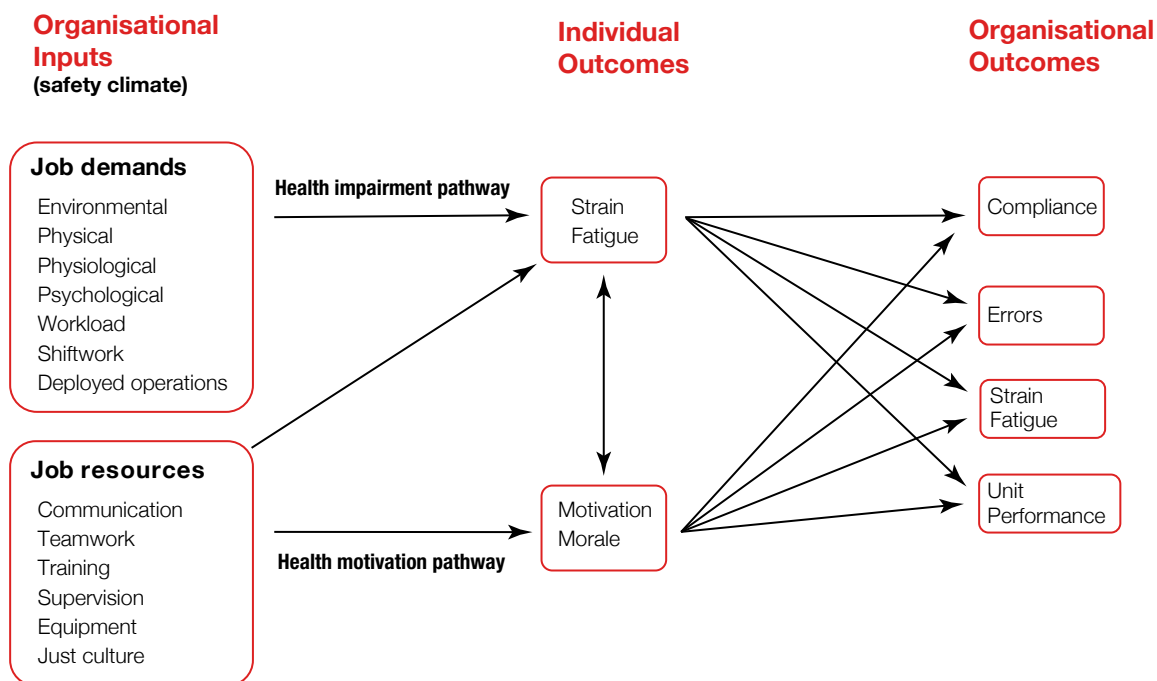 Organisational
Inputs
(safety climate)
Individual
Outcomes
Organisational
Outcomes
Job demands
Environmental
Physical
Physiological
Psychological
Workload
Shiftwork
Deployed operations
Health impairment pathway
Strain
Fatigue
Compliance
Errors
Strain
Fatigue
Unit
Performance
Job resources
Communication
Teamwork
Training
Supervision
Equipment
Just culture
Health motivation pathway
Motivation
Morale